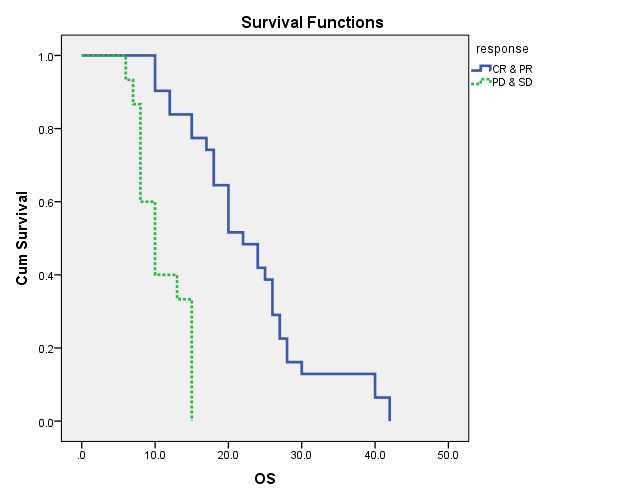 Survival Functions
response
CR & PR
PD & SD
1.0
0.8
0.6
0.4
0.2
0.0
Cum Survival
.0 10.0 20.0 30.0 40.0 50.0
OS